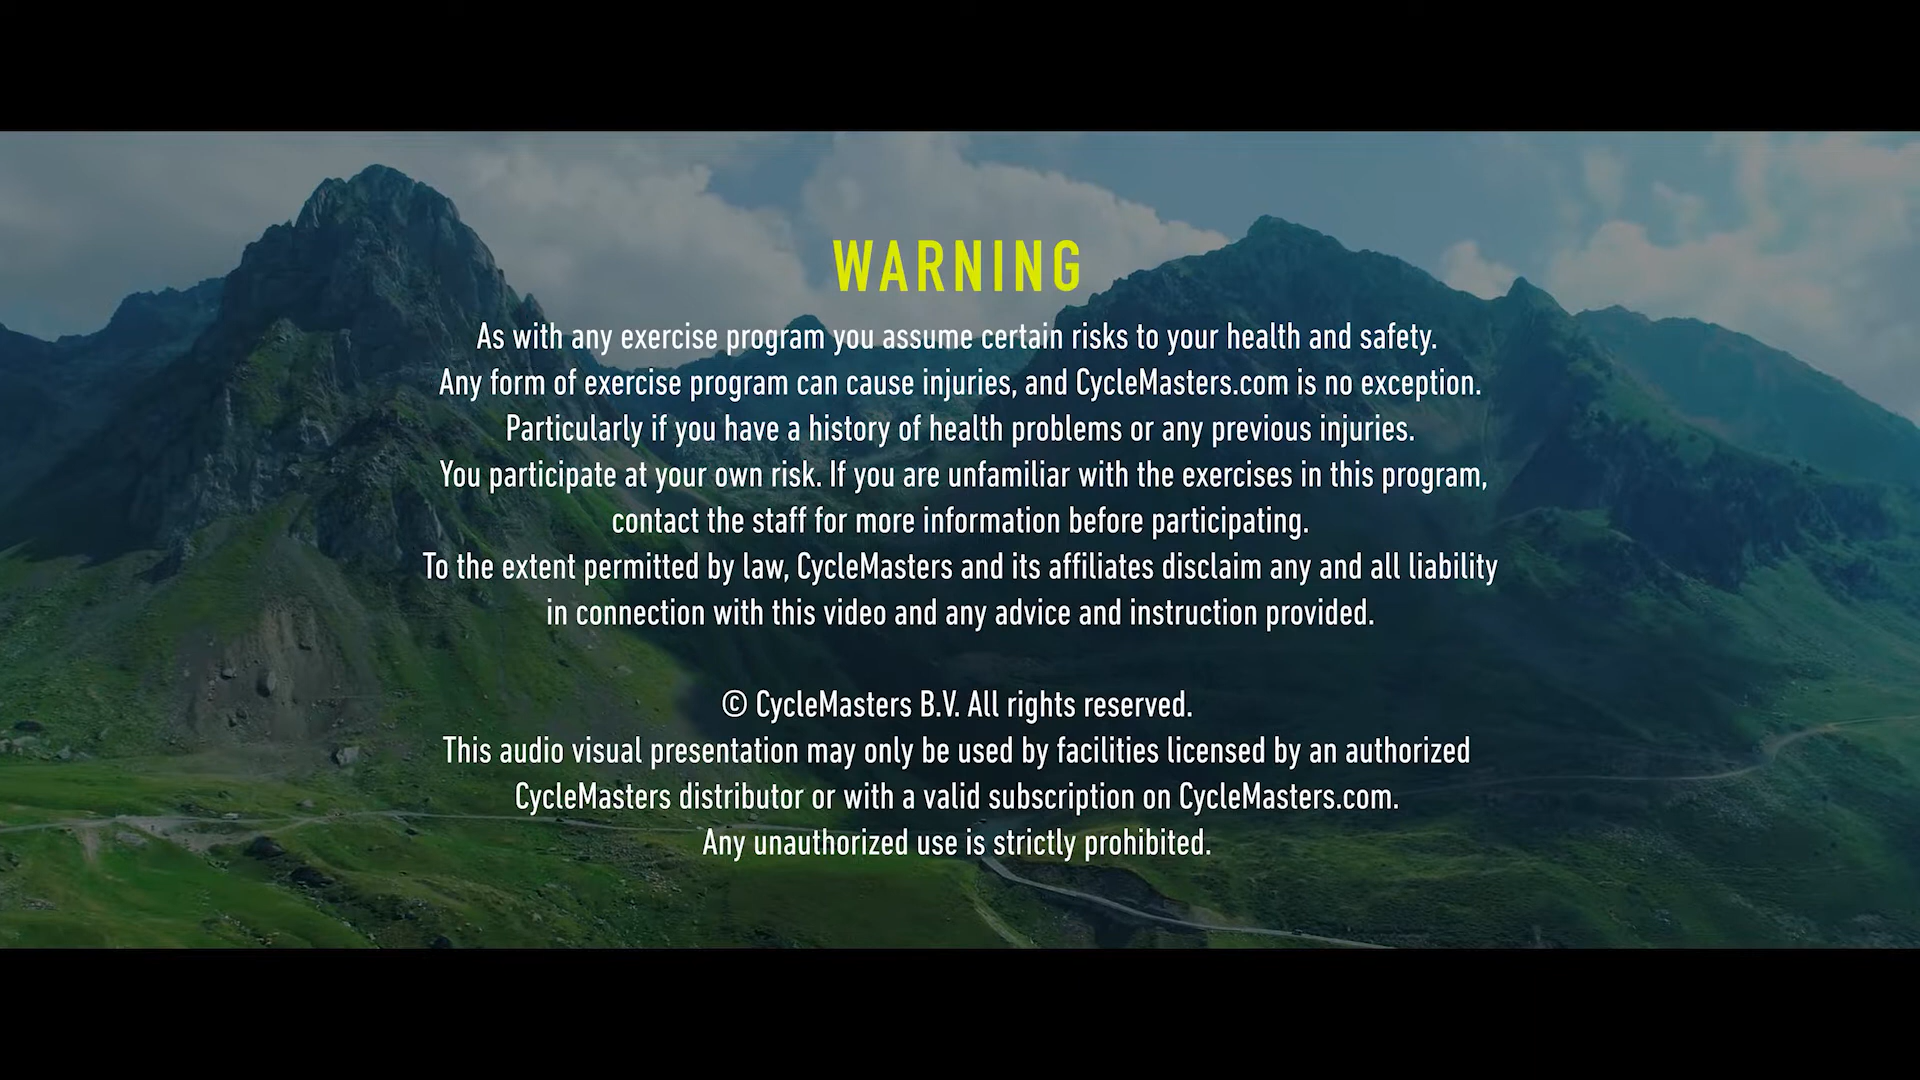 WARNING
As with any exercise program you assume certain risks to your health and safety.
Any form of exercise program can cause injuries, and CycleMasters.com is no exception.
Particularly if you have a history of health problems or any previous injuries.
You participate at your own risk. If you are unfamiliar with the exercises in this program,
contact the staff for more information before participating.
To the extent permitted by law, CycleMasters and its affiliates disclaim any and all liability
in connection with this video and any advice and instruction provided.
© CycleMasters B.V. All rights reserved.
This audio visual presentation may only be used by facilities licensed by an authorized
CycleMasters distributor or with a valid subscription on CycleMasters.com.
Any unauthorized use is strictly prohibited.